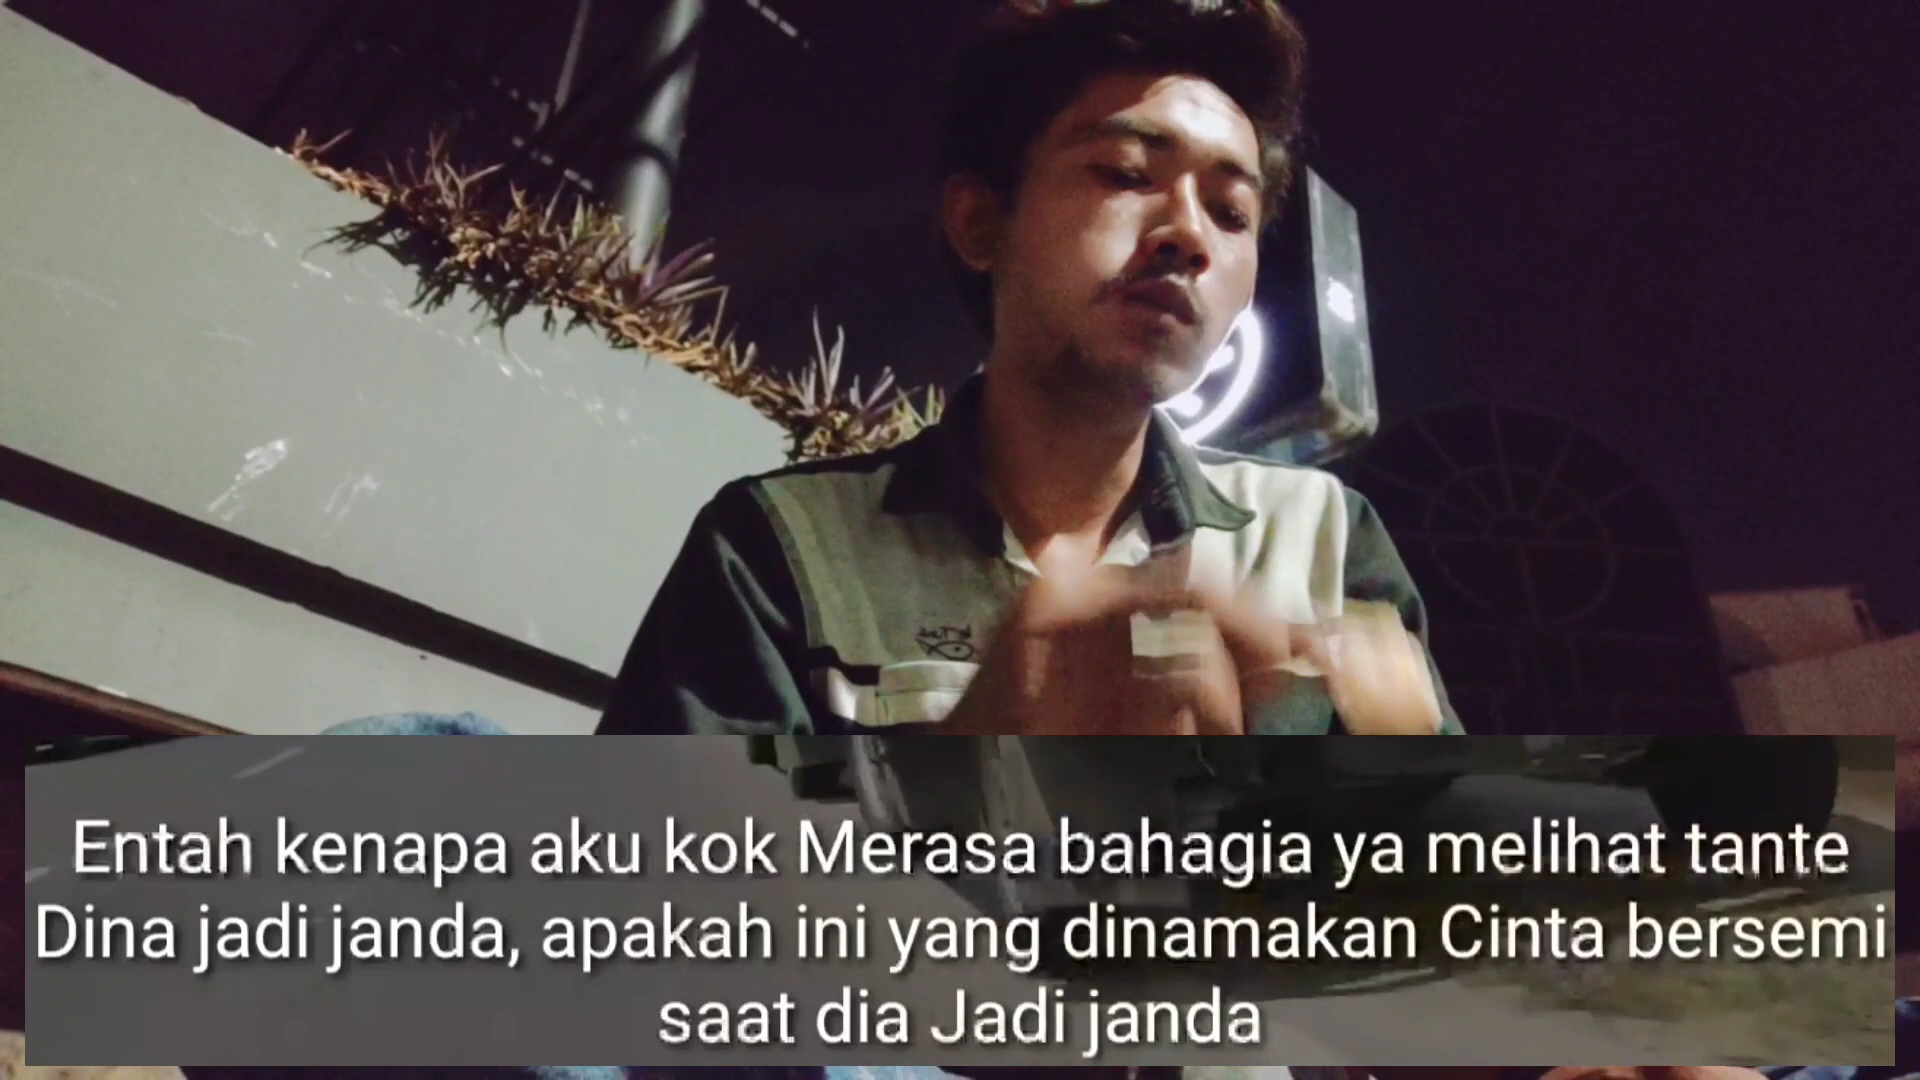 Entah kenapa aku kok Merasa bahagia ya melihat tante
Dina jadi janda, apakah ini yang dinamakan Cinta bersemi
saat dia Jadi janda